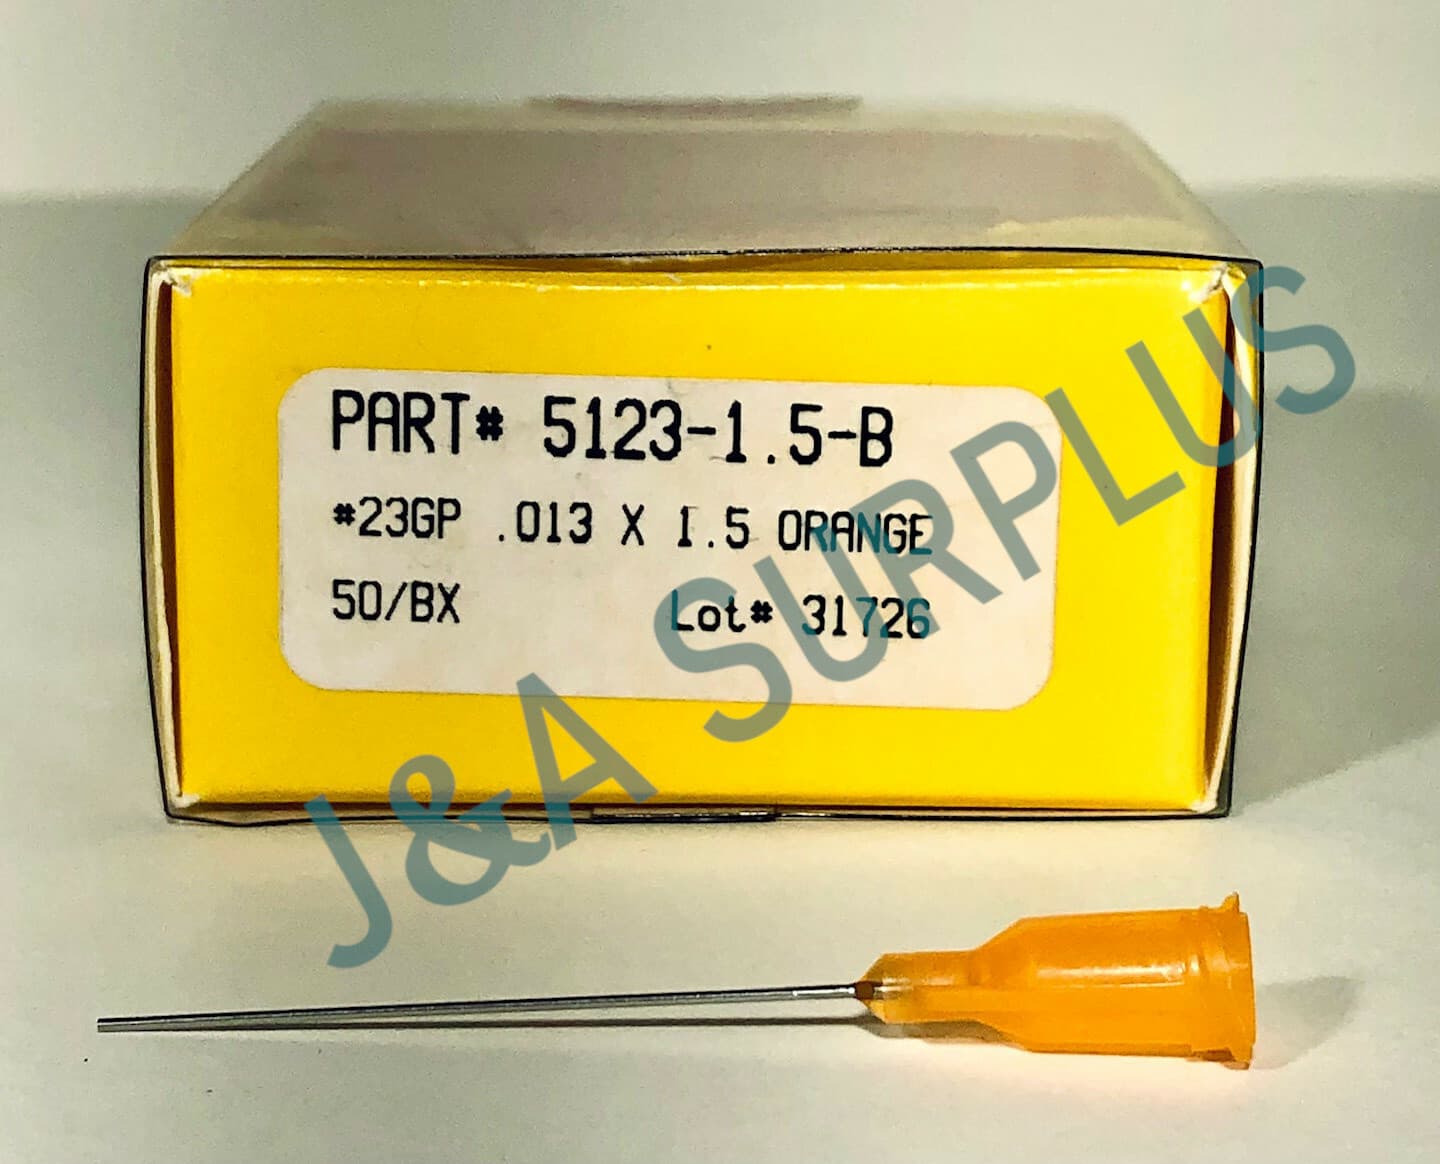 PART# 5123-1.5-B
#23GP .013 X 1.5 ORANGE
50/BX Lot# 31726
J&A SURPLUS